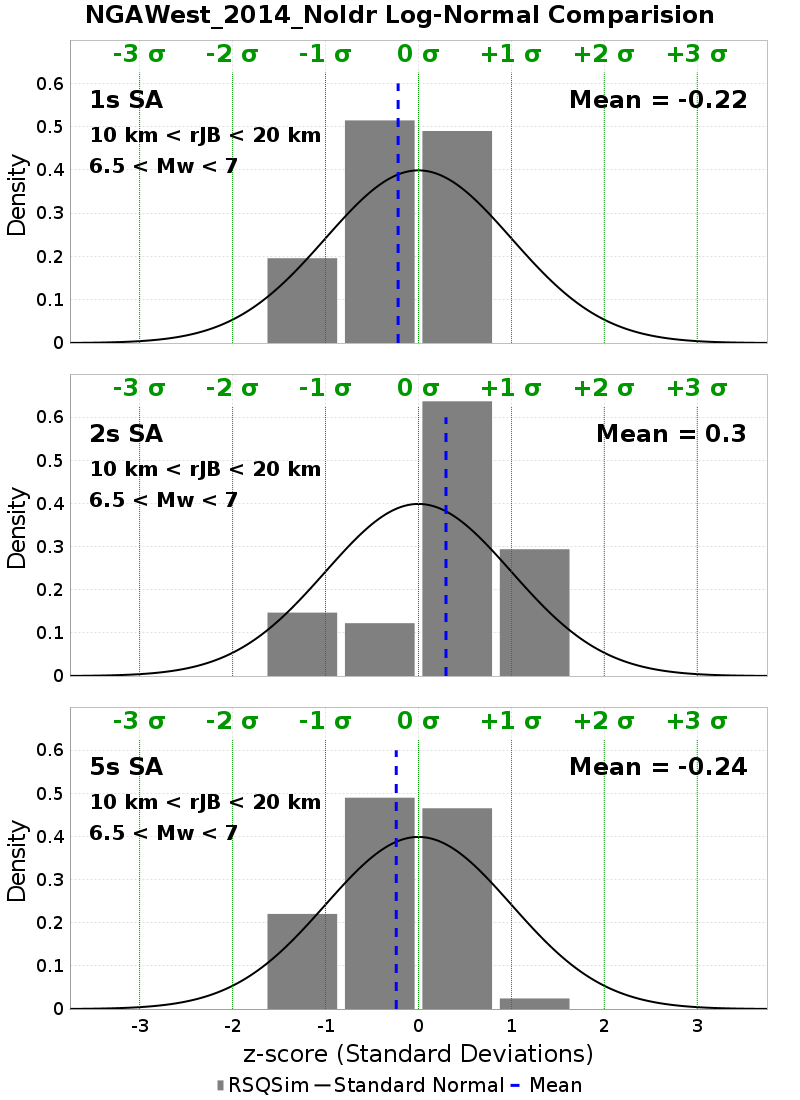 NGAWest_2014_NoIdr Log-Normal Comparision
-3 σ -2 σ -1 σ 0 σ +1 σ +2 σ +3 σ
0.6
1s SA Mean = -0.22
0.5
10 km < rJB < 20 km
6.5 < Mw < 7
0.4
0.3
0.2
0.1
0
Density
-3 σ -2 σ -1 σ 0 σ +1 σ +2 σ +3 σ
0.6
2s SA Mean = 0.3
0.5
10 km < rJB < 20 km
6.5 < Mw < 7
0.4
0.3
0.2
0.1
0
Density
-3 σ -2 σ -1 σ 0 σ +1 σ +2 σ +3 σ
0.6
5s SA Mean = -0.24
0.5
10 km < rJB < 20 km
6.5 < Mw < 7
0.4
0.3
0.2
0.1
0
Density
-3 -2 -1 0 1 2 3
z-score (Standard Deviations)
RSQSim Standard Normal Mean